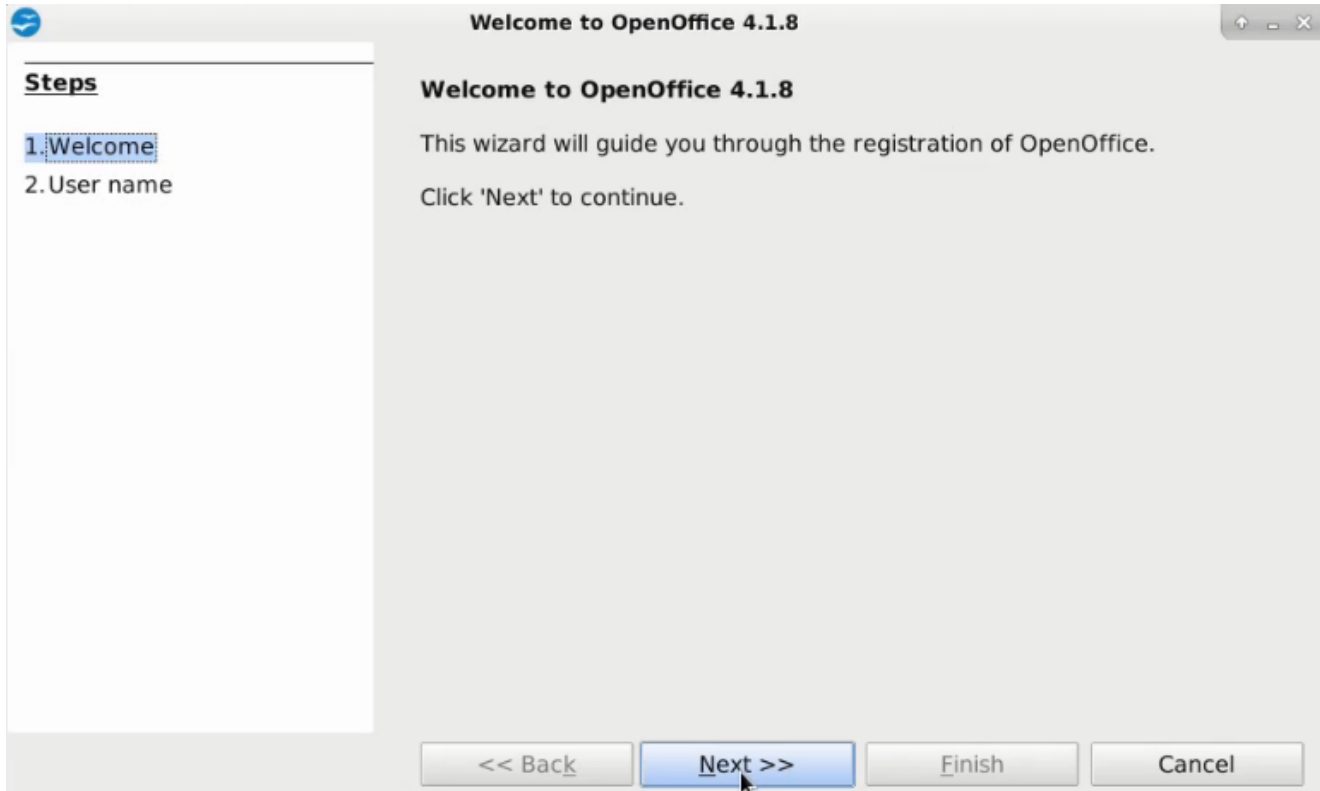 Welcome to OpenOffice 4.1.8
Steps
1.Welcome
2.User name
Welcome to OpenOffice 4.1.8
This wizard will guide you through the registration of OpenOffice.
Click 'Next' to continue.
<< Back
Next >>
Finish
Cancel